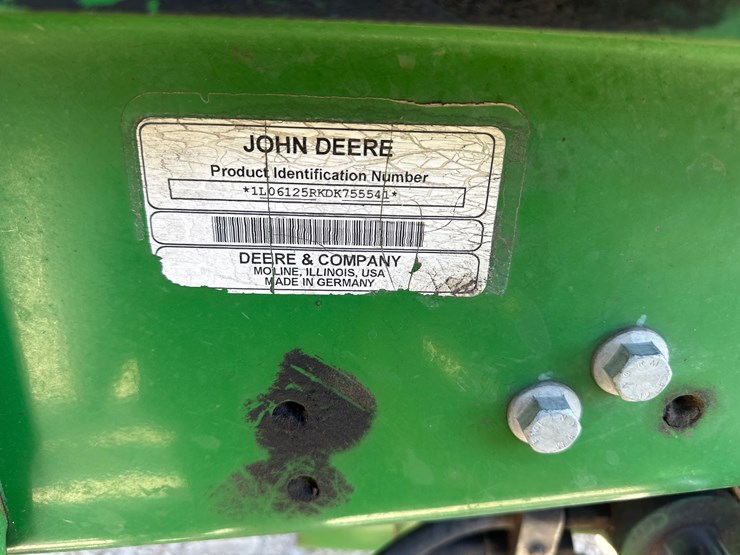 JOHN DEERE
Product Identification Number
*1L06125RKDK755541*
DEERE & COMPANY
MOLINE, ILLINOIS, USA
MADE IN GERMANY